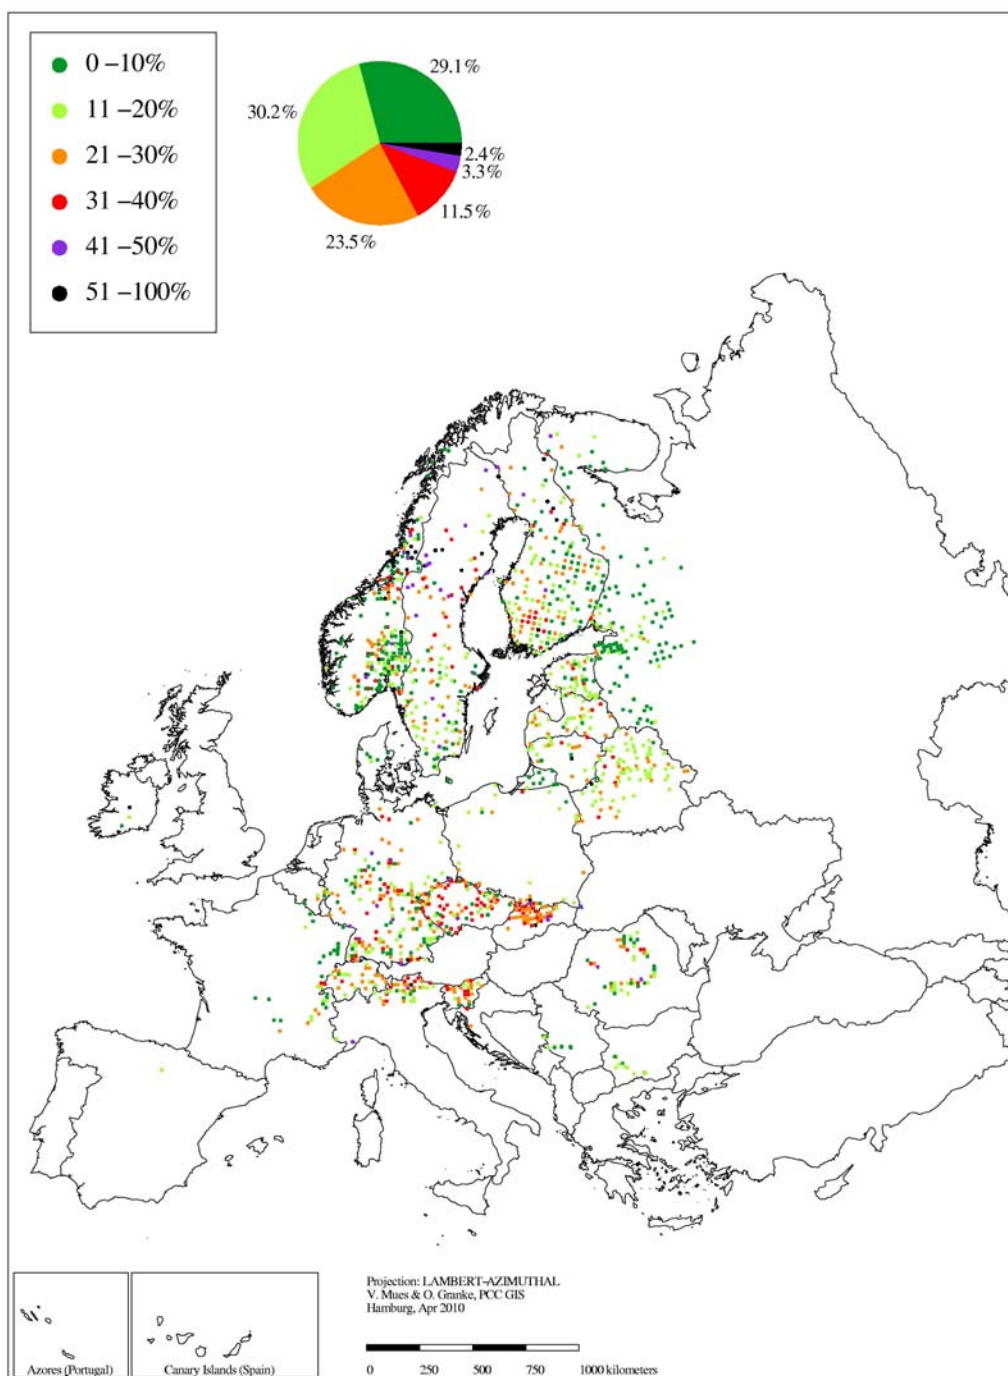 0 –10%
11 –20%
21 –30%
31 –40%
41 –50%
51 –100%
29.1%
30.2%
2.4%
3.3%
11.5%
23.5%
Projection: LAMBERT-AZIMUTHAL
V. Mues & O. Granke, PCC GIS
Hamburg, Apr 2010
0 250 500 750 1000 kilometers
Azores (Portugal)
Canary Islands (Spain)